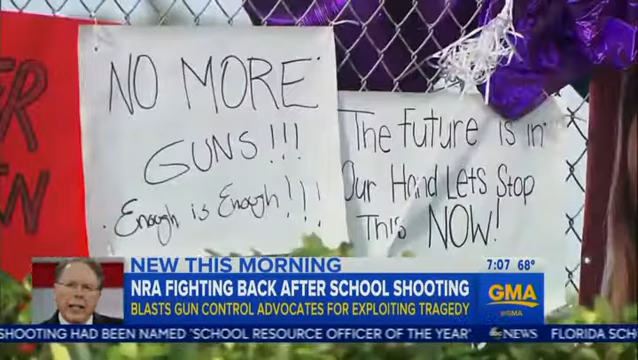 NO MORE
GUNS!!!
Enough is Enough!!!
The future is in
Our Hand Lets Stop
This NOW!
NEW THIS MORNING
7:07 68°
NRA FIGHTING BACK AFTER SCHOOL SHOOTING
BLASTS GUN CONTROL ADVOCATES FOR EXPLOITING TRAGEDY
GMA
@GMA
SHOOTING HAD BEEN NAMED 'SCHOOL RESOURCE OFFICER OF THE YEAR'
abc NEWS
FLORIDA SCH